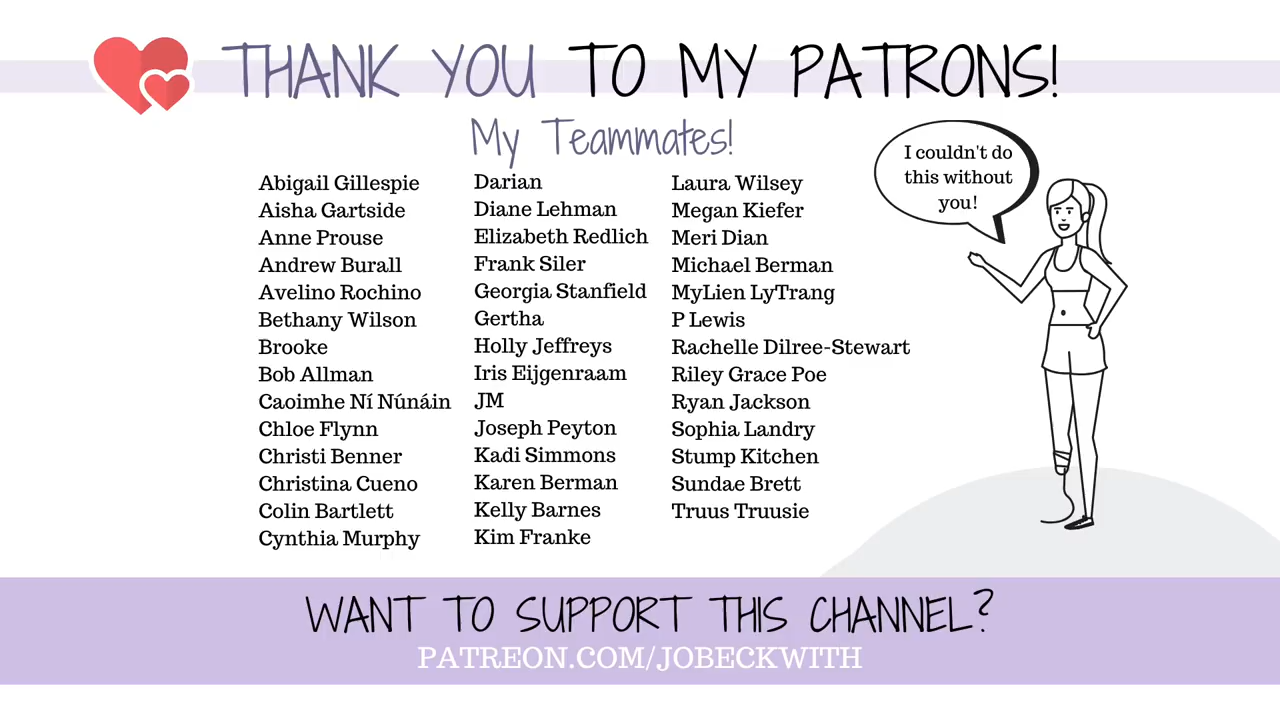 THANK YOU TO MY PATRONS!
My Teammates!
Abigail Gillespie
Aisha Gartside
Anne Prouse
Andrew Burall
Avelino Rochino
Bethany Wilson
Brooke
Bob Allman
Caoimhe Ní Núnáin
Chloe Flynn
Christi Benner
Christina Cueno
Colin Bartlett
Cynthia Murphy
Darian
Diane Lehman
Elizabeth Redlich
Frank Siler
Georgia Stanfield
Gertha
Holly Jeffreys
Iris Eijgenraam
JM
Joseph Peyton
Kadi Simmons
Karen Berman
Kelly Barnes
Kim Franke
Laura Wilsey
Megan Kiefer
Meri Dian
Michael Berman
MyLien LyTrang
P Lewis
Rachelle Dilree-Stewart
Riley Grace Poe
Ryan Jackson
Sophia Landry
Stump Kitchen
Sundae Brett
Truus Truusie
I couldn't do
this without
you!
WANT TO SUPPORT THIS CHANNEL?
PATREON.COM/JOBECKWITH